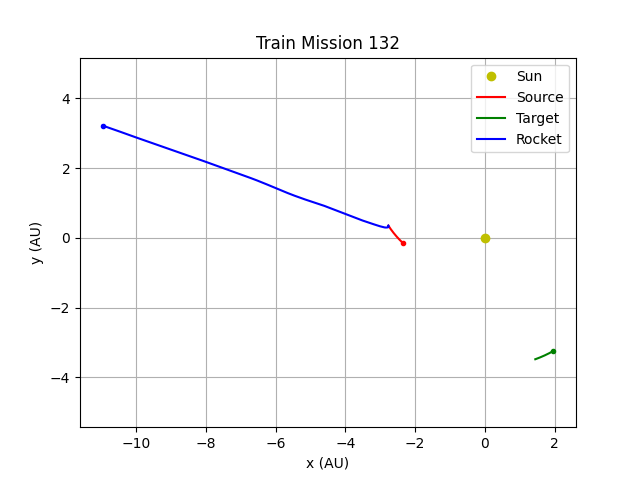 Train Mission 132
Sun
Source
Target
Rocket
4
2
0
−2
−4
y (AU)
−10
−8
−6
−4
−2
0
2
x (AU)